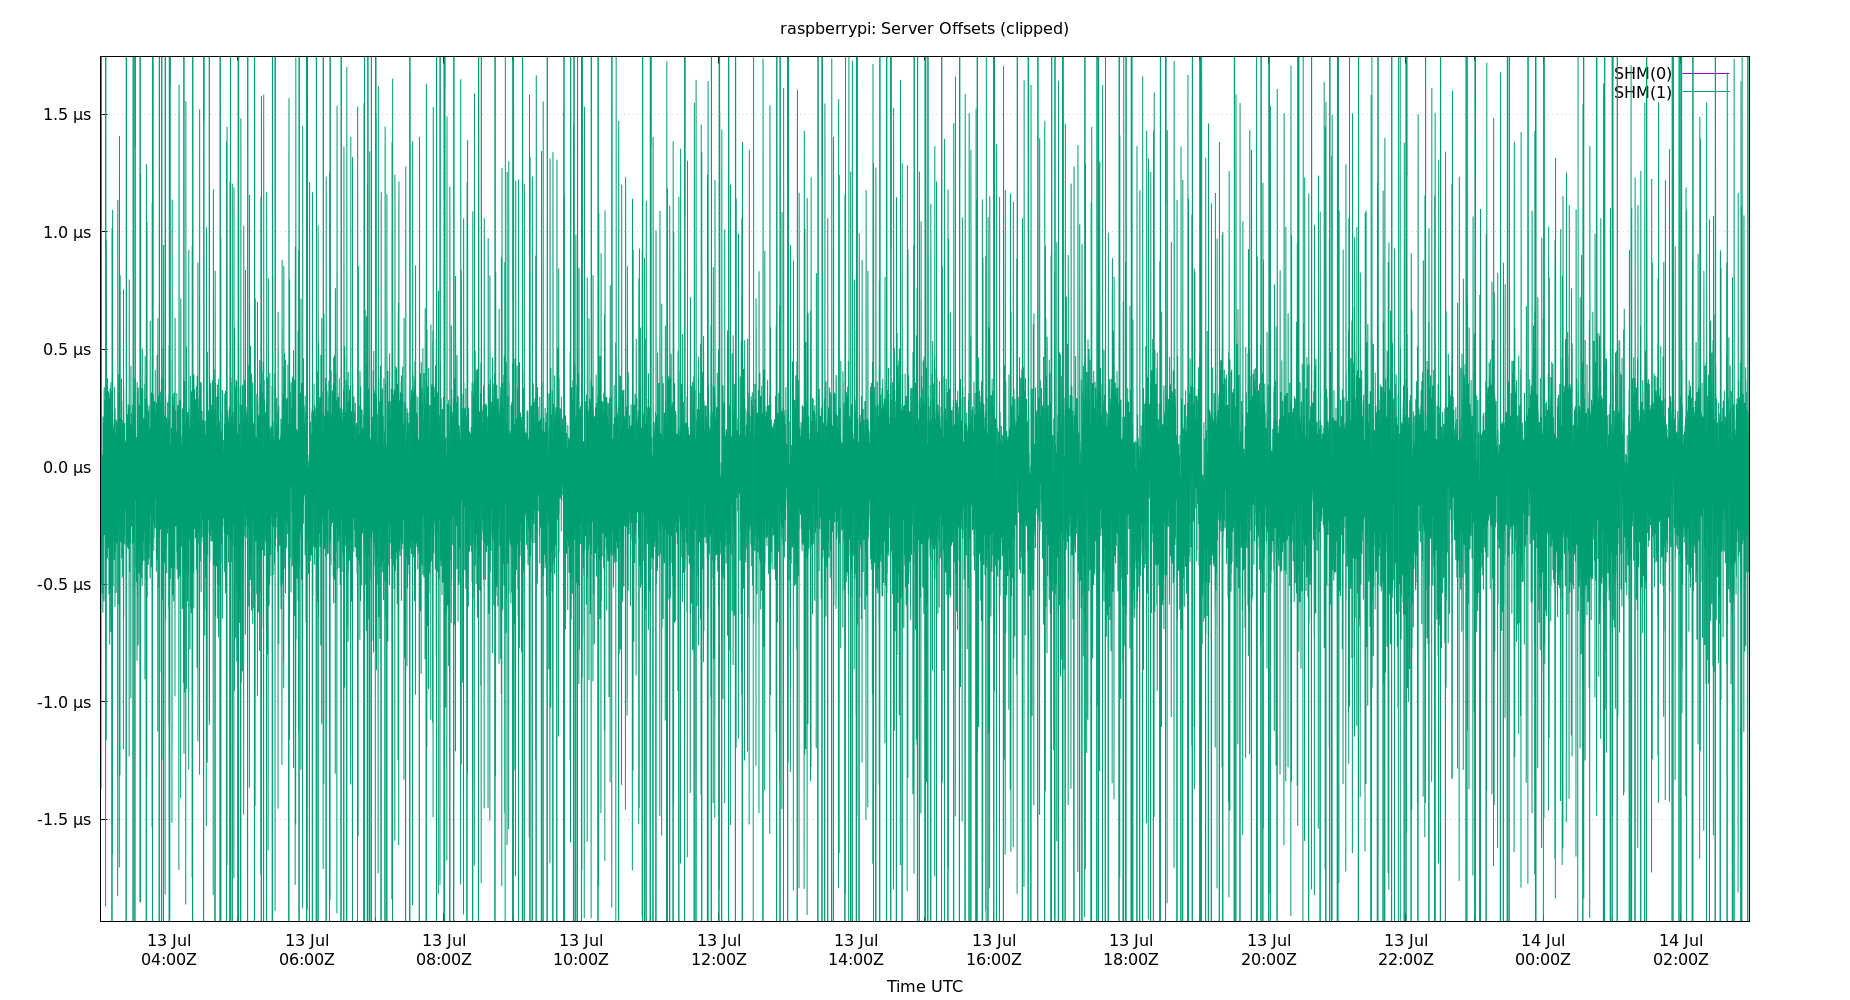 raspberrypi: Server Offsets (clipped)
SHM(0)
SHM(1)
1.5 µs
1.0 µs
0.5 µs
0.0 µs
-0.5 µs
-1.0 µs
-1.5 µs
13 Jul 13 Jul 13 Jul 13 Jul 13 Jul 13 Jul 13 Jul 13 Jul 13 Jul 13 Jul 14 Jul 14 Jul
04:00Z 06:00Z 08:00Z 10:00Z 12:00Z 14:00Z 16:00Z 18:00Z 20:00Z 22:00Z 00:00Z 02:00Z
Time UTC